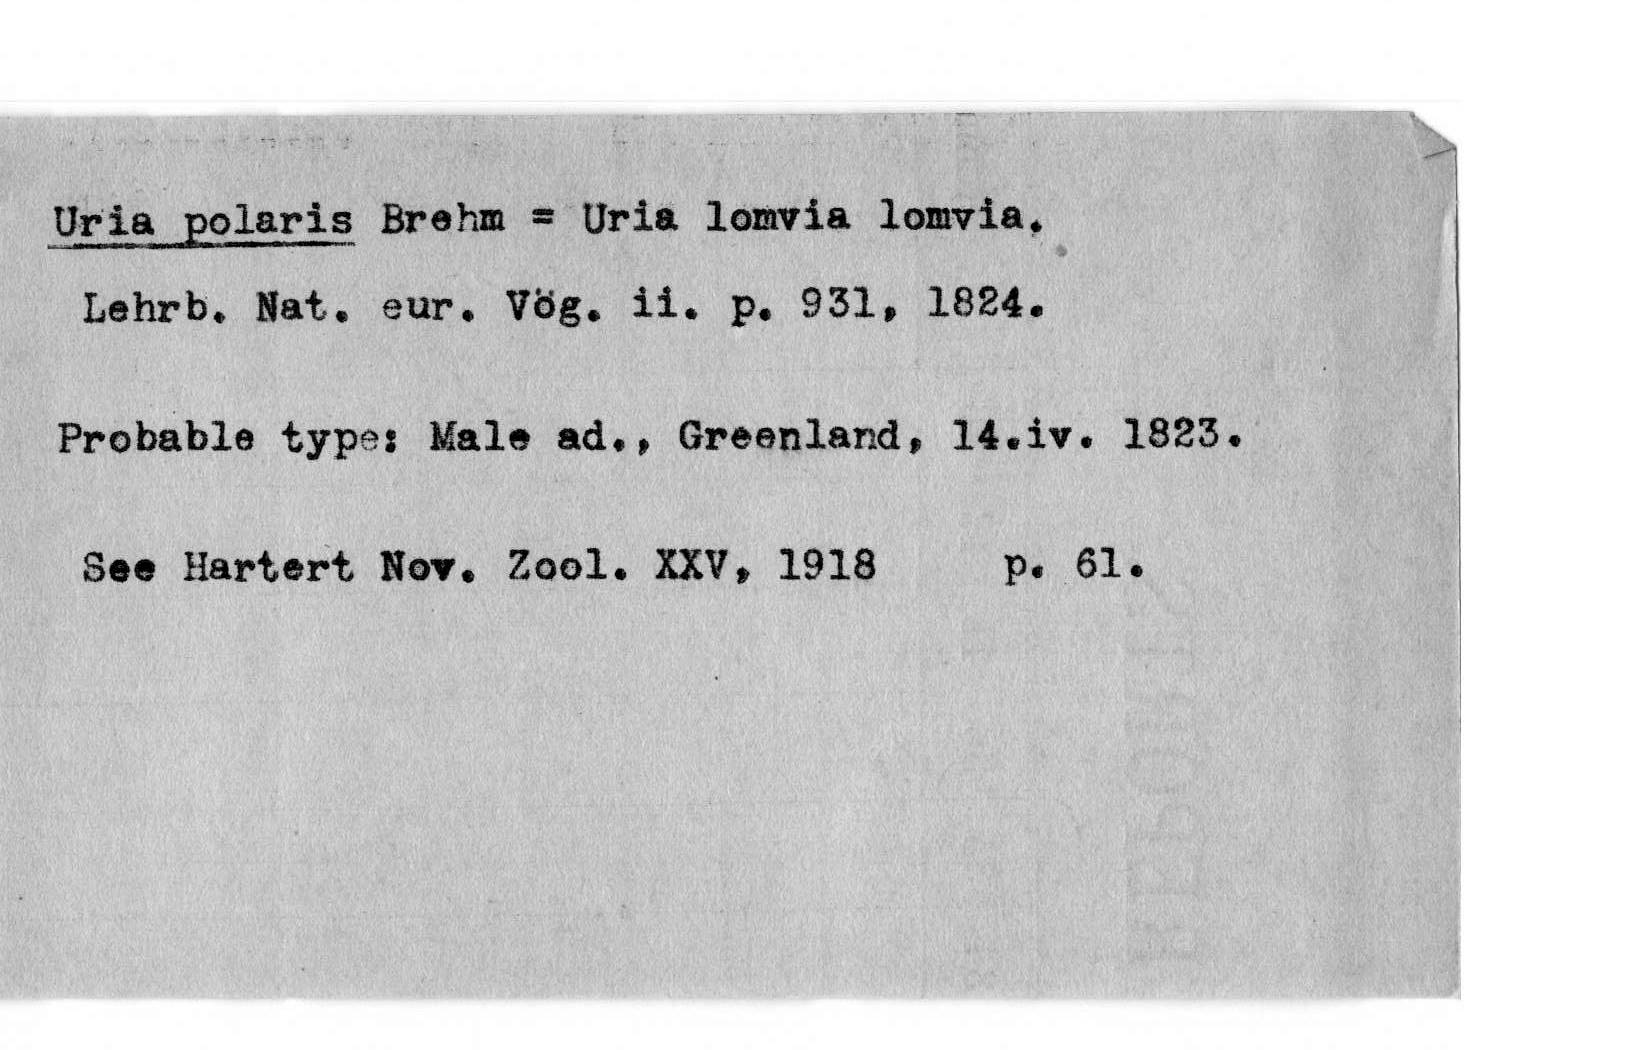 Uria polaris Brehm = Uria lomvia lomvia.
Lehrb. Nat. eur. Vög. ii. p. 931, 1824.
Probable type: Male ad., Greenland, 14.iv. 1823.
See Hartert Nov. Zool. XXV, 1918 p. 61.